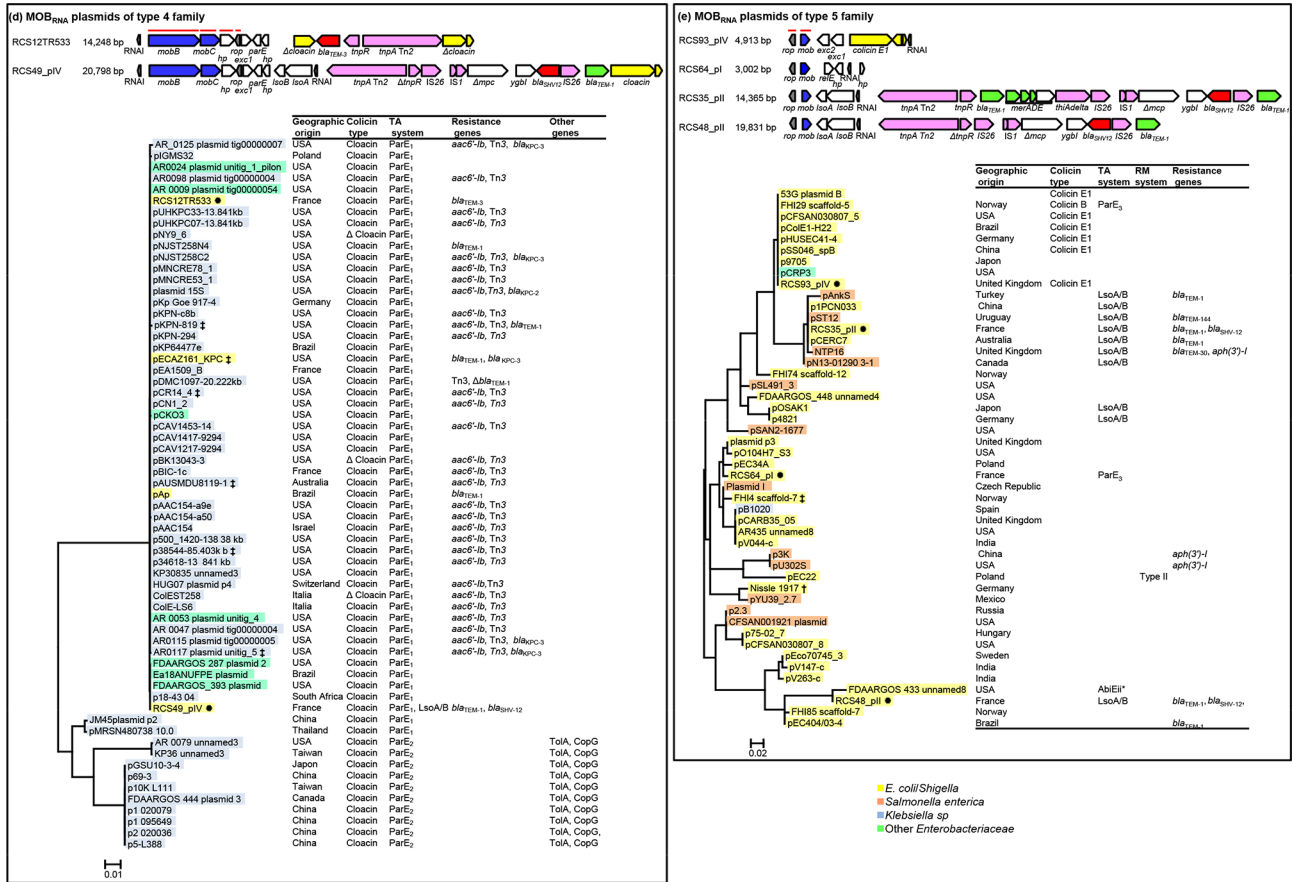 (d) MOBRNA plasmids of type 4 family
RCS12TR533 14,248 bp
RNAI mobB mobC hp rop exc1 parE hp RNAI Δcloacin blaTEM-3 tnpR tnpA Tn2 Δcloacin
RCS49_pIV 20,798 bp
RNAI mobB mobC hp rop exc1 parE hp lsoB lsoA RNAI tnpA Tn2 ΔtnpR IS26 IS1 Δmpc ygbI blaSHV12 IS26 blaTEM-1 cloacin
Geographic origin Colicin type TA system Resistance genes Other genes
AR_0125 plasmid tig00000007 USA Cloacin ParE1 aac6'-Ib, Tn3, blaKPC-3
pIGMS32 Poland Cloacin ParE1
AR0024 plasmid unitig_1_pilon USA Cloacin ParE1
AR0098 plasmid tig00000004 USA Cloacin ParE1 aac6'-Ib, Tn3
AR 0009 plasmid tig00000054 USA Cloacin ParE1
RCS12TR533 ● France Cloacin ParE1 blaTEM-3
pUHKPC33-13.841kb USA Cloacin ParE1 aac6'-Ib, Tn3
pUHKPC07-13.841kb USA Cloacin ParE1 aac6'-Ib, Tn3
pNY9_6 USA Δ Cloacin ParE1
pNJST258N4 USA Cloacin ParE1 blaTEM-1
pNJST258C2 USA Cloacin ParE1 aac6'-Ib, Tn3, blaKPC-3
pMNCRE78_1 USA Cloacin ParE1 aac6'-Ib, Tn3
pMNCRE53_1 USA Cloacin ParE1 aac6'-Ib, Tn3
plasmid 15S USA Cloacin ParE1 aac6'-Ib,Tn3, blaKPC-2
pKp Goe 917-4 Germany Cloacin ParE1
pKPN-c8b USA Cloacin ParE1 aac6'-Ib, Tn3
pKPN-819 ‡ USA Cloacin ParE1 aac6'-Ib, Tn3, blaTEM-1
pKPN-294 USA Cloacin ParE1 aac6'-Ib, Tn3
pKP64477e Brazil Cloacin ParE1
pECAZ161_KPC ‡ USA Cloacin ParE1 blaTEM-1, blaKPC-3
pEA1509_B France Cloacin ParE1
pDMC1097-20.222kb USA Cloacin ParE1 Tn3, ΔblaTEM-1
pCR14_4 ‡ USA Cloacin ParE1 aac6'-Ib, Tn3
pCN1_2 USA Cloacin ParE1 aac6'-Ib, Tn3
pCKO3 USA Cloacin ParE1
pCAV1453-14 USA Cloacin ParE1 aac6'-Ib, Tn3
pCAV1417-9294 USA Cloacin ParE1
pCAV1217-9294 USA Cloacin ParE1
pBK13043-3 USA Δ Cloacin ParE1 aac6'-Ib, Tn3
pBIC-1c France Cloacin ParE1 aac6'-Ib, Tn3
pAUSMDU8119-1 ‡ Australia Cloacin ParE1 aac6'-Ib, Tn3
pAp Brazil Cloacin ParE1 blaTEM-1
pAAC154-a9e USA Cloacin ParE1 aac6'-Ib, Tn3
pAAC154-a50 USA Cloacin ParE1 aac6'-Ib, Tn3
pAAC154 Israel Cloacin ParE1 aac6'-Ib, Tn3
p500_1420-138 38 kb USA Cloacin ParE1 aac6'-Ib, Tn3
p38544-85.403k b ‡ USA Cloacin ParE1 aac6'-Ib, Tn3
p34618-13 841 kb USA Cloacin ParE1 aac6'-Ib, Tn3
KP30835 unnamed3 USA Cloacin ParE1
HUG07 plasmid p4 Switzerland Cloacin ParE1 aac6'-Ib,Tn3
ColEST258 Italia Δ Cloacin ParE1 aac6'-Ib, Tn3
ColE-LS6 Italia Cloacin ParE1 aac6'-Ib, Tn3
AR 0053 plasmid unitig_4 USA Cloacin ParE1 aac6'-Ib, Tn3
AR 0047 plasmid tig00000004 USA Cloacin ParE1 aac6'-Ib, Tn3
AR0115 plasmid tig00000005 USA Cloacin ParE1 aac6'-Ib, Tn3, blaKPC-3
AR0117 plasmid unitig_5 ‡ USA Cloacin ParE1 aac6'-Ib, Tn3, blaKPC-3
FDAARGOS 287 plasmid 2 USA Cloacin ParE1
Ea18ANUFPE plasmid Brazil Cloacin ParE1
FDAARGOS_393 plasmid USA Cloacin ParE1
p18-43 04 South Africa Cloacin ParE1
RCS49_pIV ● France Cloacin ParE1, LsoA/B blaTEM-1, blaSHV-12
JM45plasmid p2 China Cloacin ParE1
pMRSN480738 10.0 Thailand Cloacin ParE1
AR 0079 unnamed3 USA Cloacin ParE2 TolA, CopG
KP36 unnamed3 Taiwan Cloacin ParE2 TolA, CopG
pGSU10-3-4 Japon Cloacin ParE2 TolA, CopG
p69-3 China Cloacin ParE2 TolA, CopG
p10K L111 Taiwan Cloacin ParE2 TolA, CopG
FDAARGOS 444 plasmid 3 Canada Cloacin ParE2 TolA, CopG
p1 020079 China Cloacin ParE2 TolA, CopG
p1 095649 China Cloacin ParE2 TolA, CopG
p2 020036 China Cloacin ParE2 TolA, CopG,
p5-L388 China Cloacin ParE2 TolA, CopG
0.01
(e) MOBRNA plasmids of type 5 family
RCS93_pIV 4,913 bp
rop mob exc2 exc1 colicin E1 RNAI
RCS64_pI 3,002 bp
rop mob relE hp RNAI hp
RCS35_pII 14,365 bp
rop mob lsoA lsoB RNAI tnpA Tn2 tnpR blaTEM-1 merADE thiAdelta IS26 IS1 Δmcp ygbI blaSHV12 IS26 blaTEM-1
RCS48_pII 19,831 bp
rop mob lsoA lsoB RNAI tnpA Tn2 ΔtnpR IS26 IS1 Δmcp ygbI blaSHV12 IS26 blaTEM-1
Geographic origin Colicin type TA system RM system Resistance genes
53G plasmid B Colicin E1
FHI29 scaffold-5 Norway Colicin B ParE3
pCFSAN030807_5 USA Colicin E1
pColE1-H22 Brazil Colicin E1
pHUSEC41-4 Germany Colicin E1
pSS046_spB China Colicin E1
p9705 Japon
pCRP3 USA
RCS93_pIV ● United Kingdom Colicin E1
pAnkS Turkey LsoA/B blaTEM-1
p1PCN033 China LsoA/B
pST12 Uruguay LsoA/B blaTEM-144
RCS35_pII ● France LsoA/B blaTEM-1, blaSHV-12
pCERC7 Australia LsoA/B blaTEM-1
NTP16 United Kingdom LsoA/B blaTEM-30, aph(3')-I
pN13-01290 3-1 Canada LsoA/B
FHI74 scaffold-12 Norway
pSL491_3 USA
FDAARGOS_448 unnamed4 USA
pOSAK1 Japon LsoA/B
p4821 Germany LsoA/B
pSAN2-1677 USA
plasmid p3 United Kingdom
pO104H7_S3 USA
pEC34A Poland
RCS64_pI ● France ParE3
Plasmid I Czech Republic
FHI4 scaffold-7 ‡ Norway
pB1020 Spain
pCARB35_05 United Kingdom
AR435 unnamed8 USA
pV044-c India
p3K China aph(3')-I
pU302S USA aph(3')-I
pEC22 Poland Type II
Nissle 1917 † Germany
pYU39_2.7 Mexico
p2.3 Russia
CFSAN001921 plasmid USA
p75-02_7 Hungary
pCFSAN030807_8 USA
pEco70745_3 Sweden
pV147-c India
pV263-c India
FDAARGOS 433 unnamed8 USA AbiEii*
RCS48_pII ● France LsoA/B blaTEM-1, blaSHV-12,
FHI85 scaffold-7 Norway
pEC404/03-4 Brazil blaTEM-1
0.02
E. coli/Shigella
Salmonella enterica
Klebsiella sp
Other Enterobacteriaceae